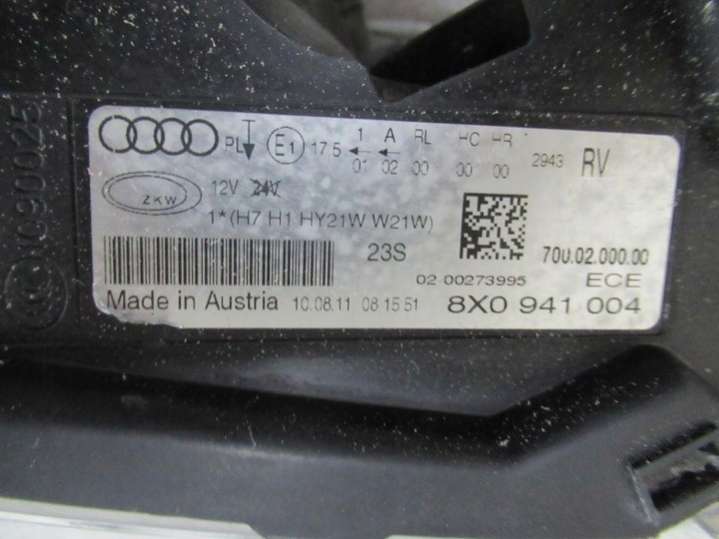 PL E1 17 5 1 A RL HC HR 2943 RV
01 02 00 00 00
ZKW 12V 24V
1*(H7 H1 HY21W W21W)
23S 70U.02.000.00
02 00273995 ECE
Made in Austria 10.08.11 08 15 51 8X0 941 004